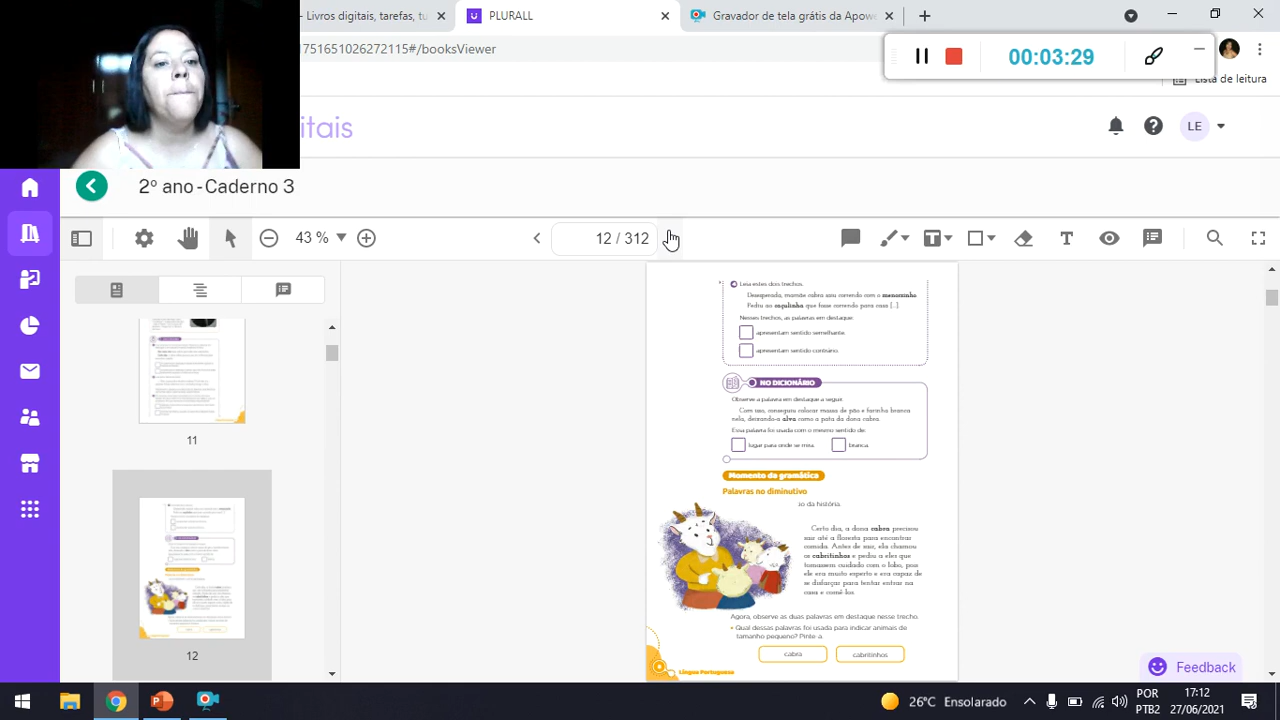 - Livros digitais, tarefas, tu
PLURALL
Gravador de tela grátis da Apow
751651026272115#/booksViewer
00:03:29
Lista de leitura
itais
LE
2º ano - Caderno 3
43 %
12 / 312
11
12
Leia estes dois trechos.
Desesperada, mamãe cabra saiu correndo com o menorzinho.
Pediu ao esquilinho que fosse correndo para casa [...].
Nesses trechos, as palavras em destaque:
apresentam sentido semelhante.
apresentam sentido contrário.
NO DICIONÁRIO
Observe a palavra em destaque a seguir.
Com isso, conseguiu colocar massa de pão e farinha branca
nela, deixando-a alva como a pata da dona cabra.
Essa palavra foi usada com o mesmo sentido de:
lugar para onde se mira.
branca.
Momento da gramática
Palavras no diminutivo
ão da história.
Certo dia, a dona cabra precisou
sair até a floresta para encontrar
comida. Antes de sair, ela chamou
os cabritinhos e pediu a eles que
tomassem cuidado com o lobo, pois
ele era muito esperto e era capaz de
se disfarçar para tentar entrar na
casa e comê-los.
Agora, observe as duas palavras em destaque nesse trecho.
• Qual dessas palavras foi usada para indicar animais de
tamanho pequeno? Pinte-a.
cabra
cabritinhos
Língua Portuguesa
Feedback
26°C Ensolarado
POR
PTB2
17:12
27/06/2021